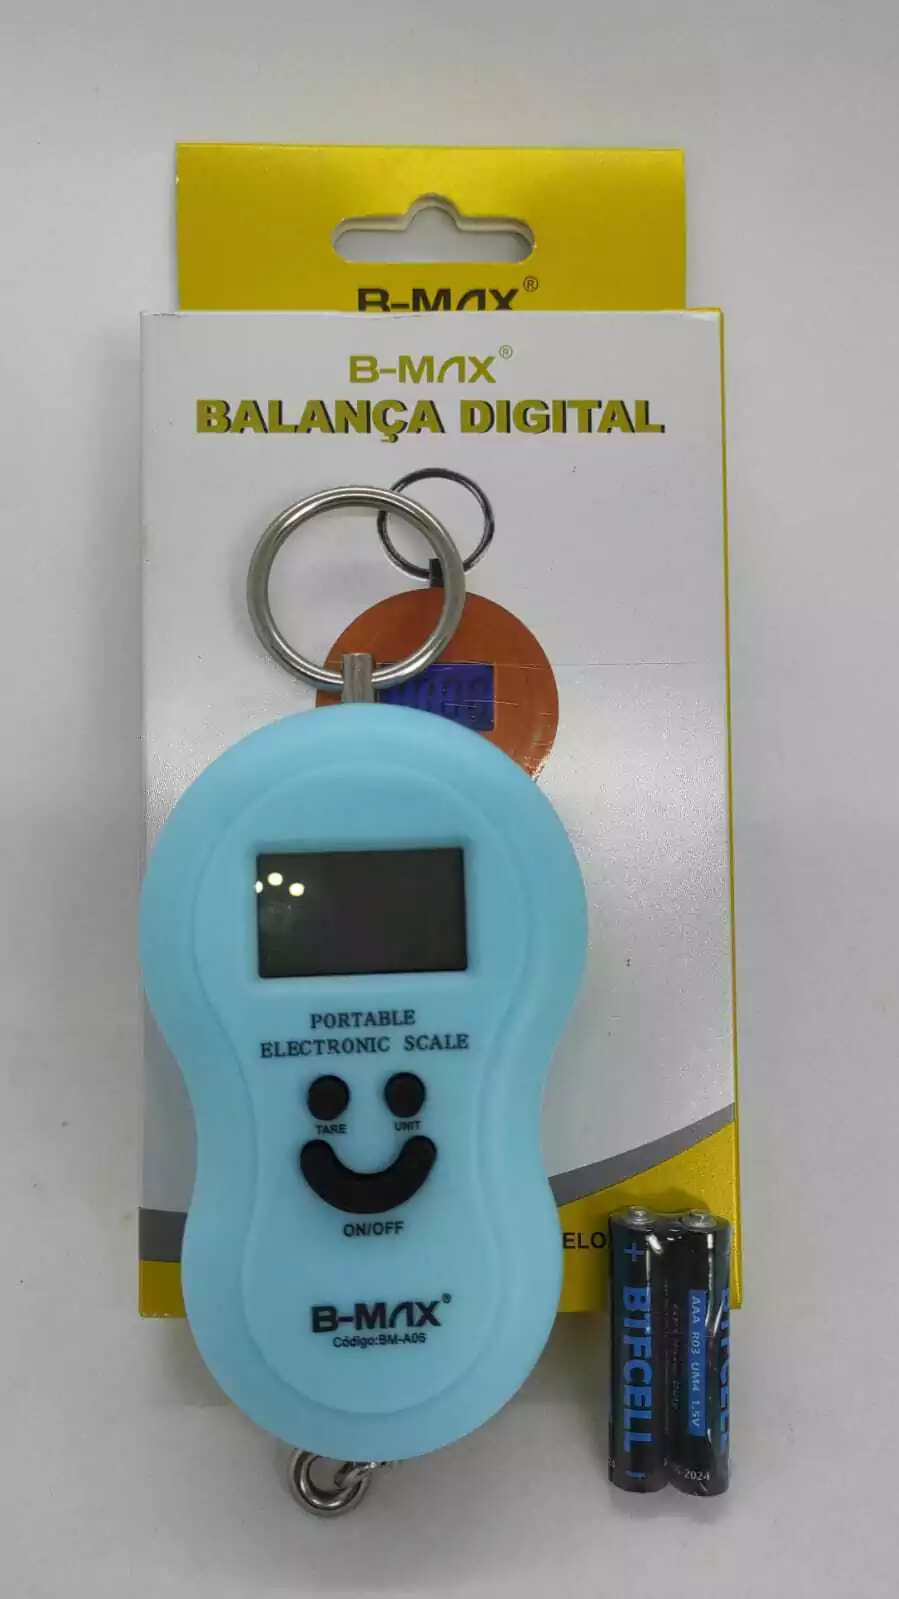 B-MAX®
B-MAX®
BALANÇA DIGITAL
PORTABLE
ELECTRONIC SCALE
TARE
UNIT
ON/OFF
B-MAX®
Código:BM-A06
+ BTFCELL
AAA R03 UM4 1.5V
2024